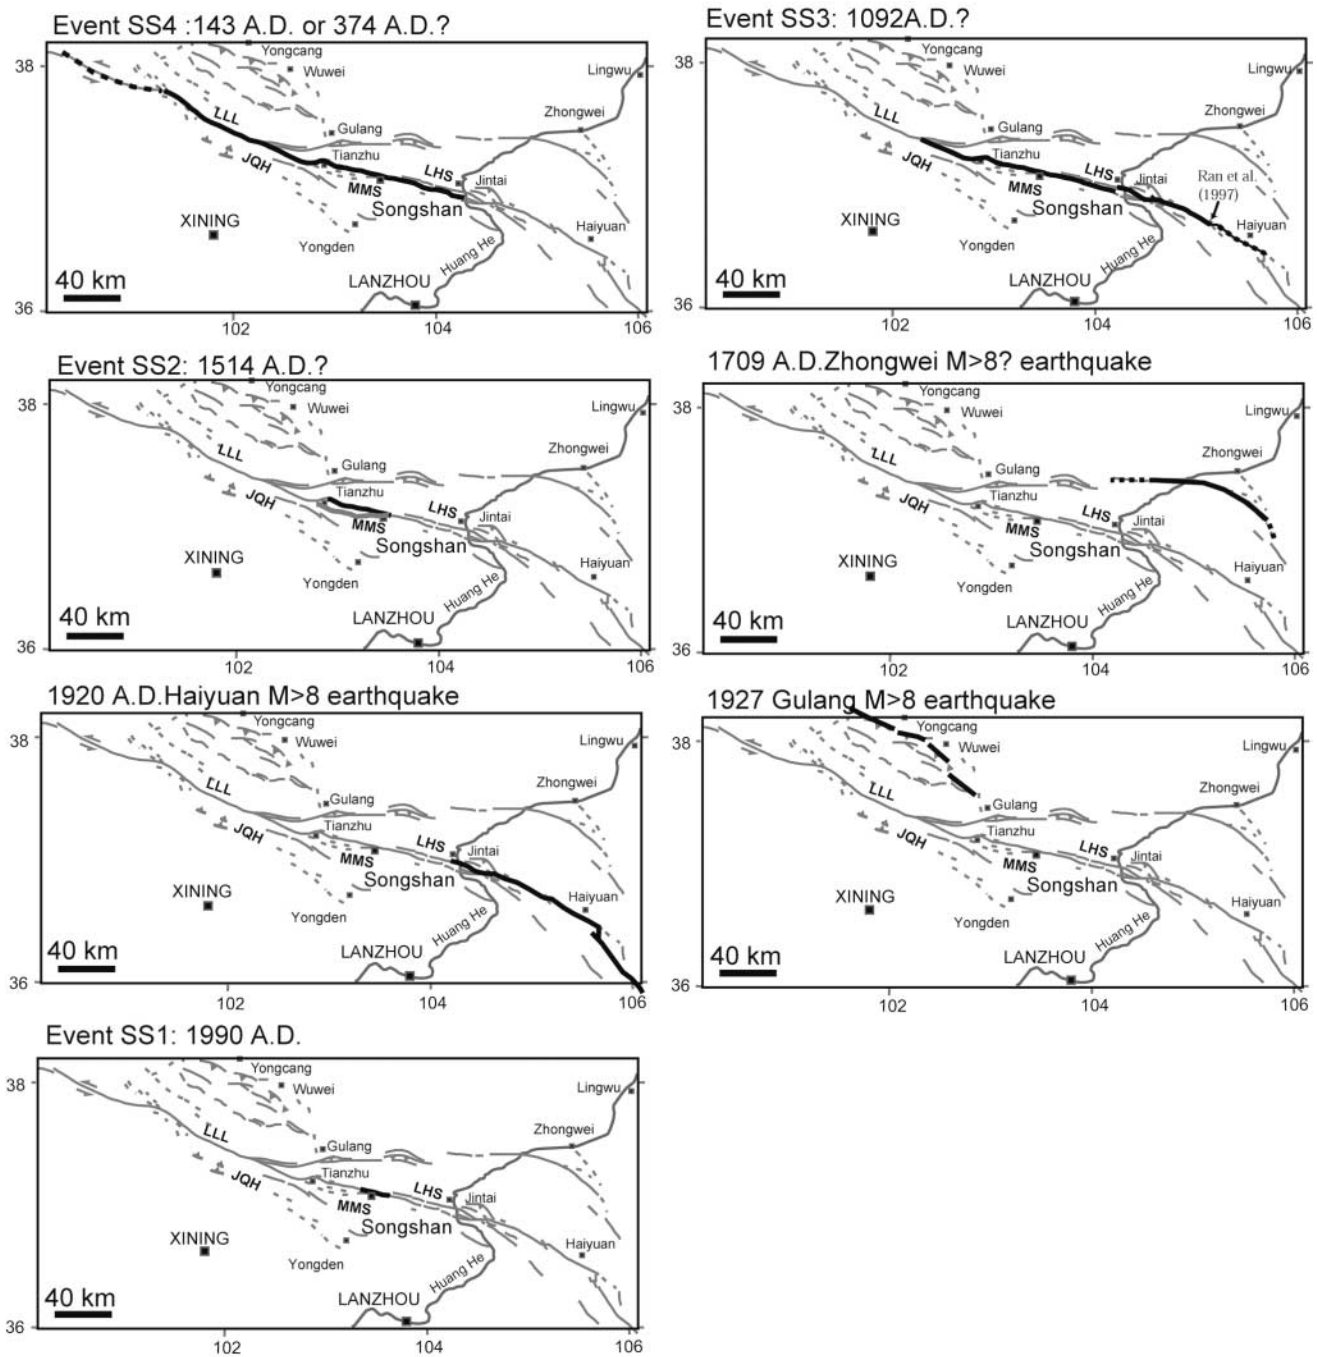 Event SS4 :143 A.D. or 374 A.D.?
38
Yongcang
Wuwei
Lingwu
Zhongwei
LLL
Gulang
JQH
Tianzhu
LHS
Jintai
MMS
Songshan
XINING
Haiyuan
Yongden
Huang He
LANZHOU
40 km
36
102
104
106
Event SS3: 1092A.D.?
38
Yongcang
Wuwei
Lingwu
Zhongwei
LLL
Gulang
JQH
Tianzhu
LHS
Jintai
Ran et al.
(1997)
MMS
Songshan
XINING
Haiyuan
Yongden
Huang He
LANZHOU
40 km
36
102
104
106
Event SS2: 1514 A.D.?
38
Yongcang
Wuwei
Lingwu
Zhongwei
LLL
Gulang
JQH
Tianzhu
LHS
Jintai
MMS
Songshan
XINING
Haiyuan
Yongden
Huang He
LANZHOU
40 km
36
102
104
106
1709 A.D.Zhongwei M>8? earthquake
38
Yongcang
Wuwei
Lingwu
Zhongwei
LLL
Gulang
JQH
Tianzhu
LHS
Jintai
MMS
Songshan
XINING
Haiyuan
Yongden
Huang He
LANZHOU
40 km
36
102
104
106
1920 A.D.Haiyuan M>8 earthquake
38
Yongcang
Wuwei
Lingwu
Zhongwei
LLL
Gulang
JQH
Tianzhu
LHS
Jintai
MMS
Songshan
XINING
Haiyuan
Yongden
Huang He
LANZHOU
40 km
36
102
104
106
1927 Gulang M>8 earthquake
38
Yongcang
Wuwei
Lingwu
Zhongwei
LLL
Gulang
JQH
Tianzhu
LHS
Jintai
MMS
Songshan
XINING
Haiyuan
Yongden
Huang He
LANZHOU
40 km
36
102
104
106
Event SS1: 1990 A.D.
38
Yongcang
Wuwei
Lingwu
Zhongwei
LLL
Gulang
JQH
Tianzhu
LHS
Jintai
MMS
Songshan
XINING
Haiyuan
Yongden
Huang He
LANZHOU
40 km
36
102
104
106